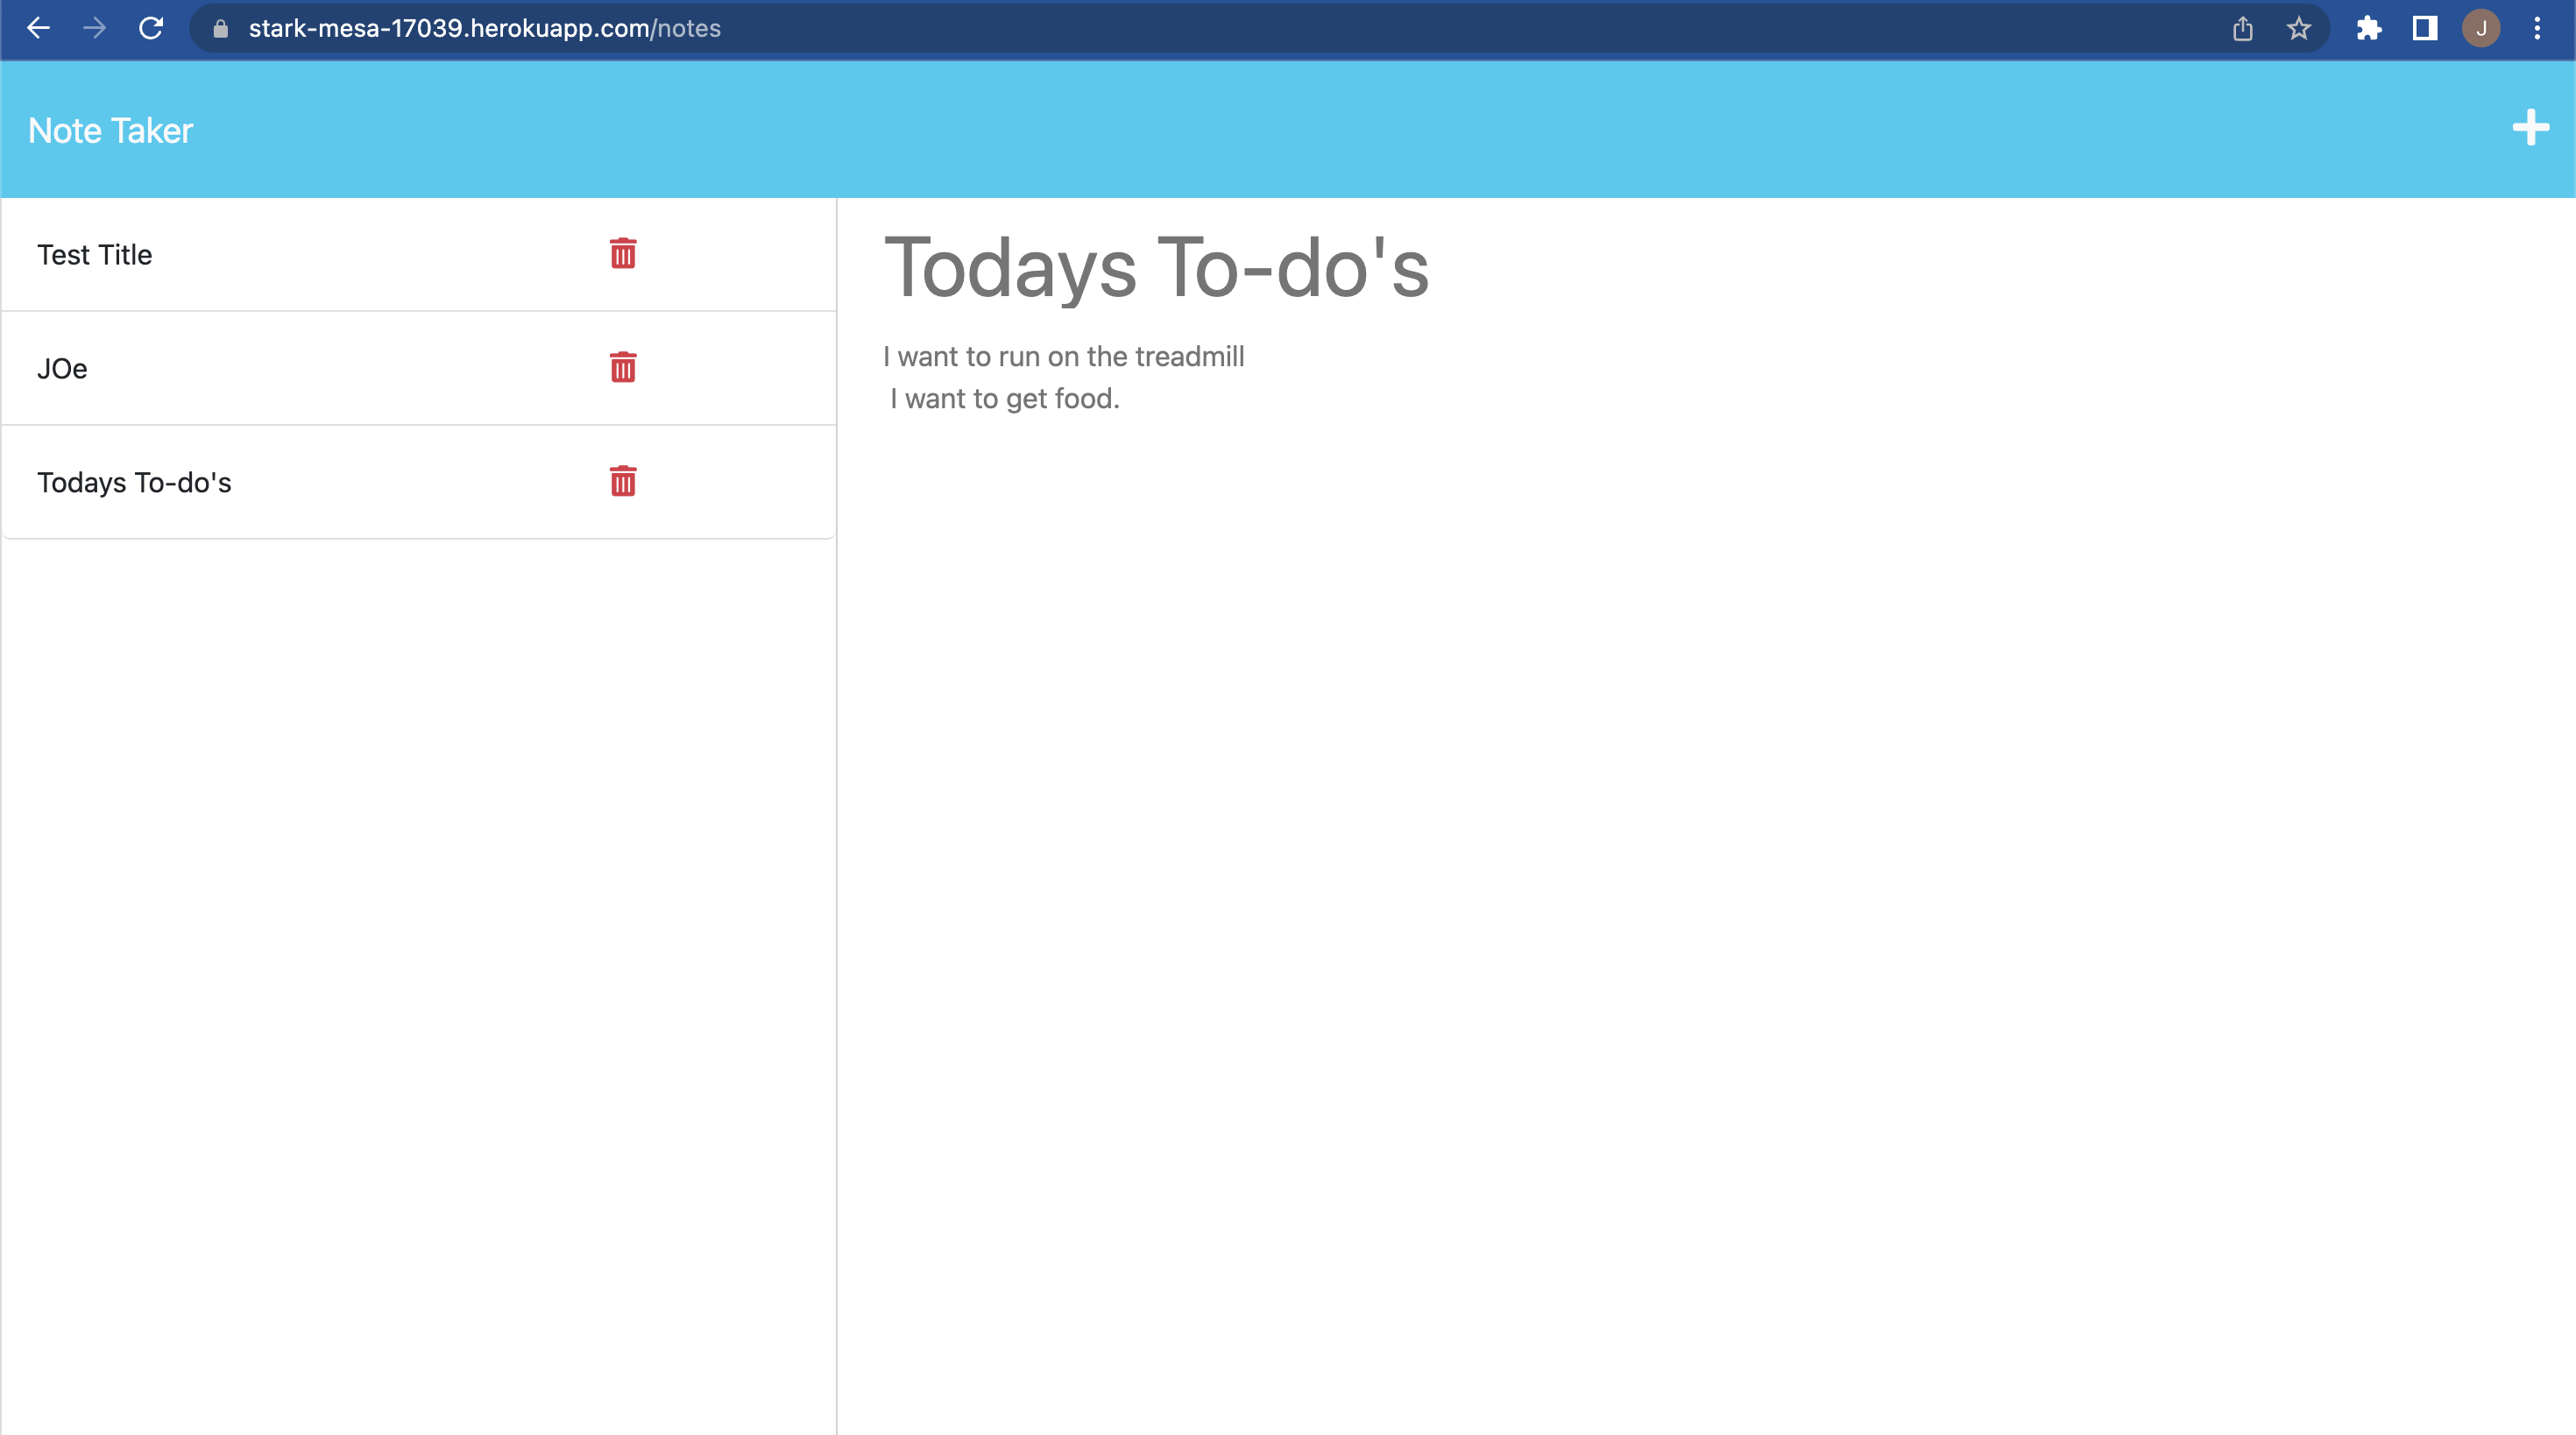 stark-mesa-17039.herokuapp.com/notes
J
Note Taker
Test Title
JOe
Todays To-do's
Todays To-do's
I want to run on the treadmill
I want to get food.